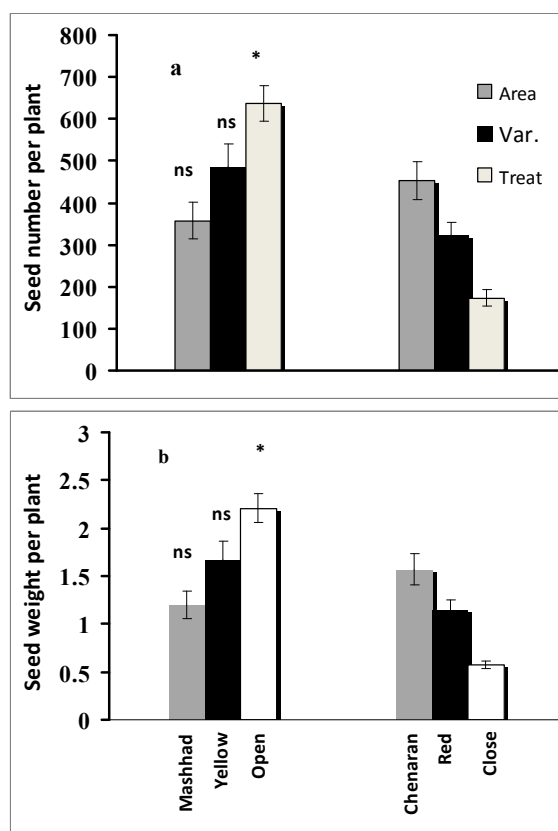 800
700
600
500
400
300
200
100
0
Seed number per plant
a
ns
ns
*
Area
Var.
Treat
3
2.5
2
1.5
1
0.5
0
Seed weight per plant
b
ns
ns
*
Mashhad
Yellow
Open
Chenaran
Red
Close